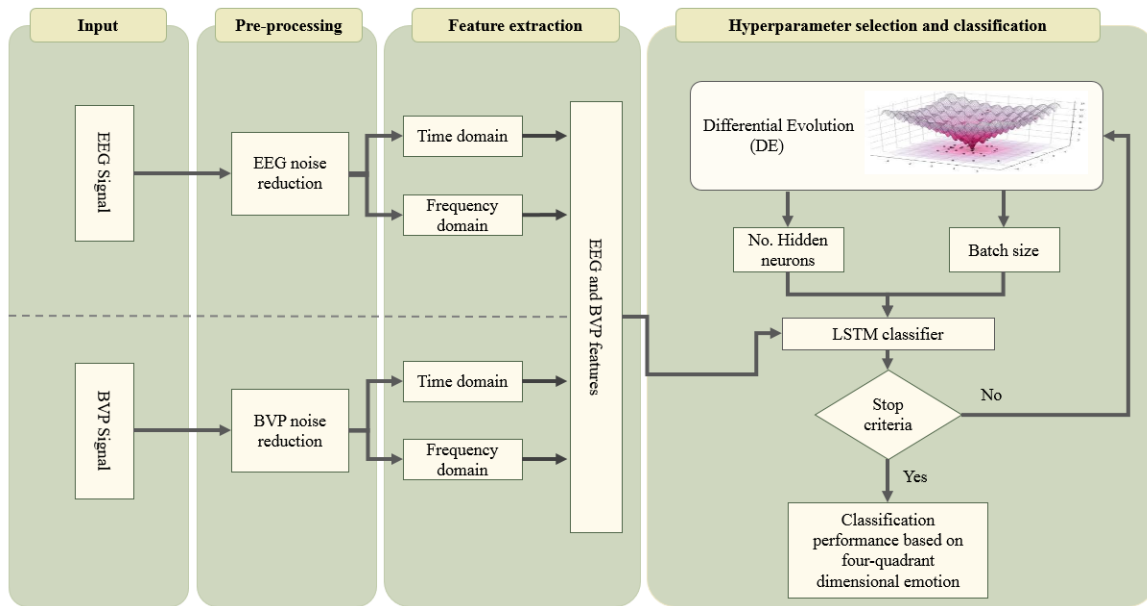 Input
Pre-processing
Feature extraction
Hyperparameter selection and classification
EEG Signal
EEG noise
reduction
Time domain
Frequency
domain
BVP Signal
BVP noise
reduction
Time domain
Frequency
domain
EEG and BVP features
Differential Evolution
(DE)
No. Hidden
neurons
Batch size
LSTM classifier
Stop
criteria
No
Yes
Classification
performance based on
four-quadrant
dimensional emotion